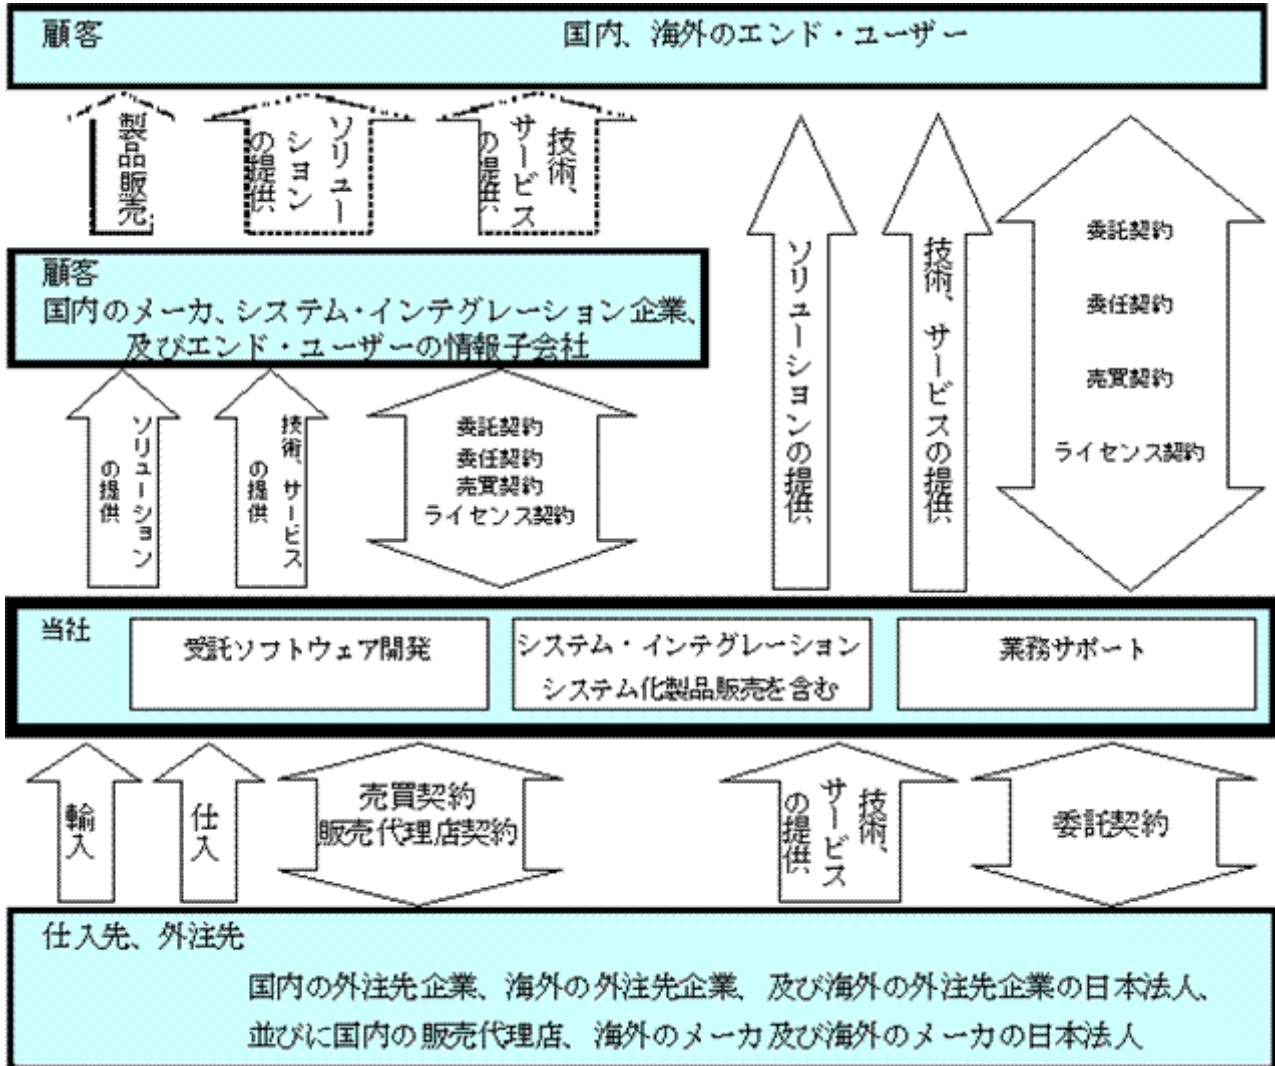 顧客
国内、海外のエンド・ユーザー
製品販売
ソリュー
ション
の提供
技術、
サービス
の提供
顧客
国内のメーカ、システム・インテグレーション企業、
及びエンド・ユーザーの情報子会社
ソリューションの提供
技術、サービスの提供
委託契約
委任契約
売買契約
ライセンス契約
ソリューション
の提供
技術、サービス
の提供
委託契約
委任契約
売買契約
ライセンス契約
当社
受託ソフトウェア開発
システム・インテグレーション
システム化製品販売を含む
業務サポート
輸入
仕入
売買契約
販売代理店契約
技術、
サービス
の提供
委託契約
仕入先、外注先
国内の外注先企業、海外の外注先企業、及び海外の外注先企業の日本法人、
並びに国内の販売代理店、海外のメーカ及び海外のメーカの日本法人